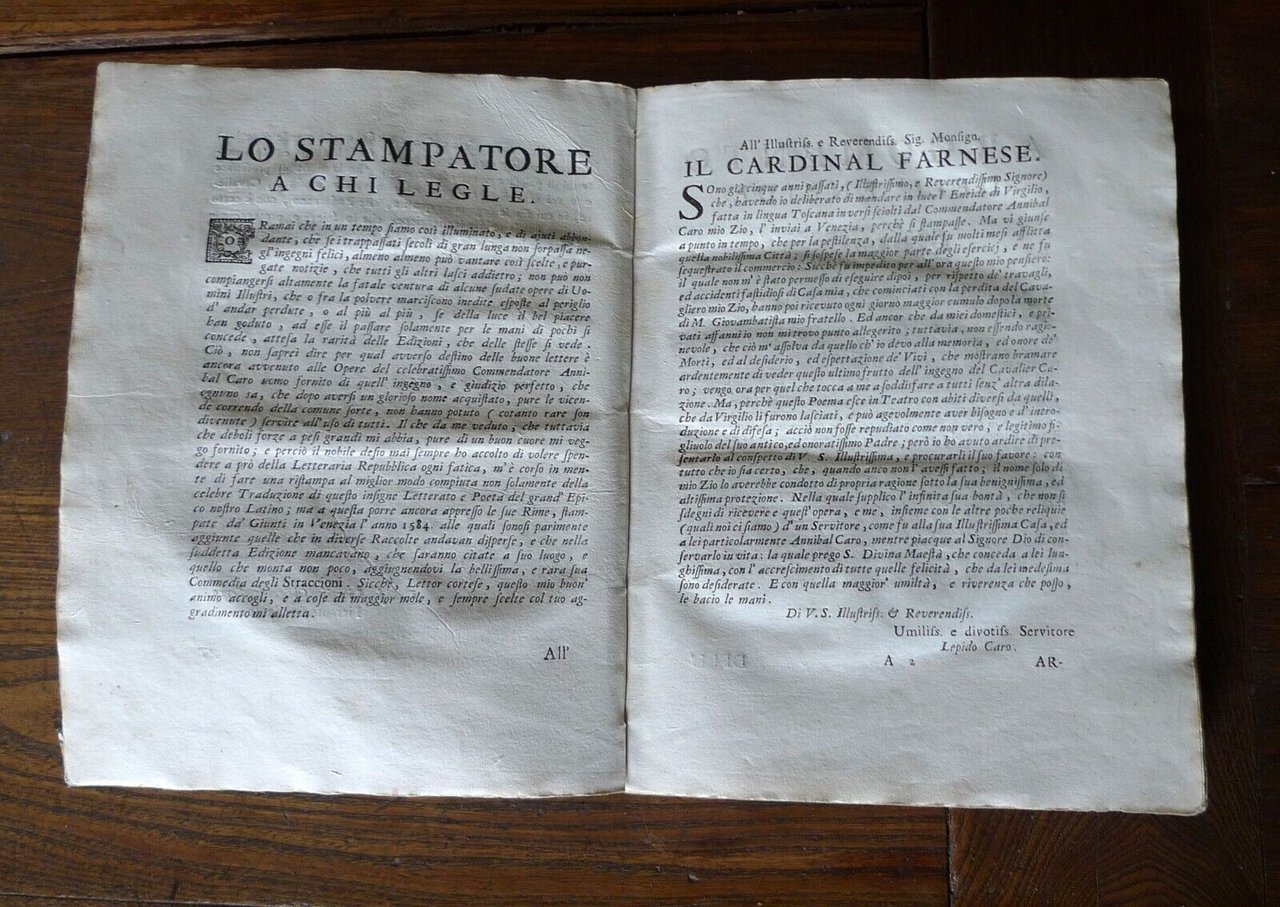 LO STAMPATORE
A CHI LEGLE.
ORamai che in un tempo siamo così illuminato, e di ajuti abbon-
dante, che se i trappassati secoli di gran lunga non sorpassa ne-
gl'ingegni felici, almeno almeno può vantare così scelte, e pur-
gate notizie, che tutti gli altri lasci addietro; non può non
compiangersi altamente la fatale ventura di alcune sudate opere di Uo-
mini Illustri, che o fra la polvere marciscono inedite esposte al periglio
d' andar perdute, o al più al più, se della luce il bel piacere
han goduto, ad esse il passare solamente per le mani di pochi si
concede, attesa la rarità delle Edizioni, che delle stesse si vede.
Ciò, non saprei dire per qual avverso destino delle buone lettere è
ancora avvenuto alle Opere del celebratissimo Commendatore Anni-
bal Caro uomo fornito di quell' ingegno, e giudizio perfetto, che
ognuno sa, che dopo aversi un glorioso nome acquistato, pure le vicen-
de correndo della comune sorte, non hanno potuto (cotanto rare son
divenute) servire all'uso di tutti. Il che da me veduto, che tuttavia
che deboli forze a pesi grandi mi abbia, pure di un buon cuore mi veg-
go fornito; e perciò il nobile desio mai sempre ho accolto di volere spen-
dere a prò della Letteraria Repubblica ogni fatica, m'è corso in men-
te di fare una ristampa al miglior modo compiuta non solamente della
celebre Traduzione di questo insigne Letterato e Poeta del grand' Epi-
co nostro Latino; ma a questa porre ancora appresso le sue Rime, stam-
pate da' Giunti in Venezia l' anno 1584. alle quali sonosi parimente
aggiunte quelle che in diverse Raccolte andavan disperse, e che nella
suddetta Edizione mancavano, che saranno citate a suo luogo, e
quello che monta non poco, aggiugnendovi la bellissima, e rara sua
Commedia degli Straccioni. Sicchè, Lettor cortese, questo mio buon'
animo accogli, e a cose di maggior mole, e sempre scelte col tuo ag-
gradimento mi alletta.
All'
All' Illustriss. e Reverendiss. Sig. Monsign.
IL CARDINAL FARNESE.
SOno già cinque anni passati, (Illustrissimo, e Reverendissimo Signore)
che, havendo io deliberato di mandare in luce l' Eneide di Virgilio,
fatta in lingua Toscana in versi sciolti dal Commendatore Annibal
Caro mio Zio, l' inviai a Venezia, perchè si stampasse. Ma vi giunse
a punto in tempo, che per la pestilenza, dalla quale fu molti mesi afflitta
quella nobilissima Città; si sospese la maggior parte degli esercicj, e ne fu
sequestrato il commercio: Sicchè fu impedito per all' ora questo mio pensiero:
il quale non m' è stato permesso di eseguire dipoi, per rispetto de' travagli,
ed accidenti fastidiosi di Casa mia, che cominciati con la perdita del Cava-
gliero mio Zio, hanno poi ricevuto ogni giorno maggior cumulo dopo la morte
di M. Giovambatista mio fratello. Ed ancor che da miei domestici, e pri-
vati affanni io non mi trovo punto allegerito; tuttavia, non essendo ragio-
nevole, che ciò m' assolva da quello ch' io devo alla memoria, ed onore de'
Morti, ed al desiderio, ed espettazione de' Vivi, che mostrano bramare
ardentemente di veder questo ultimo frutto dell' ingegno del Cavalier Ca-
ro; vengo ora per quel che tocca a me a soddisfare a tutti senz' altra dila-
zione. Ma, perchè questo Poema esce in Teatro con abiti diversi da quelli,
che da Virgilio li furono lasciati, e può agevolmente aver bisogno e d' intro-
duzione e di difesa; acciò non fosse repudiato come non vero, e legitimo fi-
gliuolo del suo antico, ed onoratissimo Padre; però io ho avuto ardire di pre-
sentarlo al conspetto di V. S. Illustrissima, e procurarli il suo favore: con
tutto che io sia certo, che, quando anco non l' avessi fatto; il nome solo di
mio Zio lo averebbe condotto di propria ragione sotto la sua benignissima, ed
altissima protezione. Nella quale supplico l' infinita sua bontà, che non si
sdegni di ricevere e quest' opera, e me, insieme con le altre poche reliquie
(quali noi ci siamo) d' un Servitore, come fu alla sua Illustrissima Casa, ed
a lei particolarmente Annibal Caro, mentre piacque al Signore Dio di con-
servarlo in vita: la quale prego S. Divina Maestà, che conceda a lei lun-
ghissima, con l' accrescimento di tutte quelle felicità, che da lei medesima
sono desiderate. E con quella maggior' umiltà, e riverenza che posso,
le bacio le mani.
Di V. S. Illustriss. & Reverendiss.
Umiliss. e divotiss. Servitore
Lepido Caro.
A 2 AR-